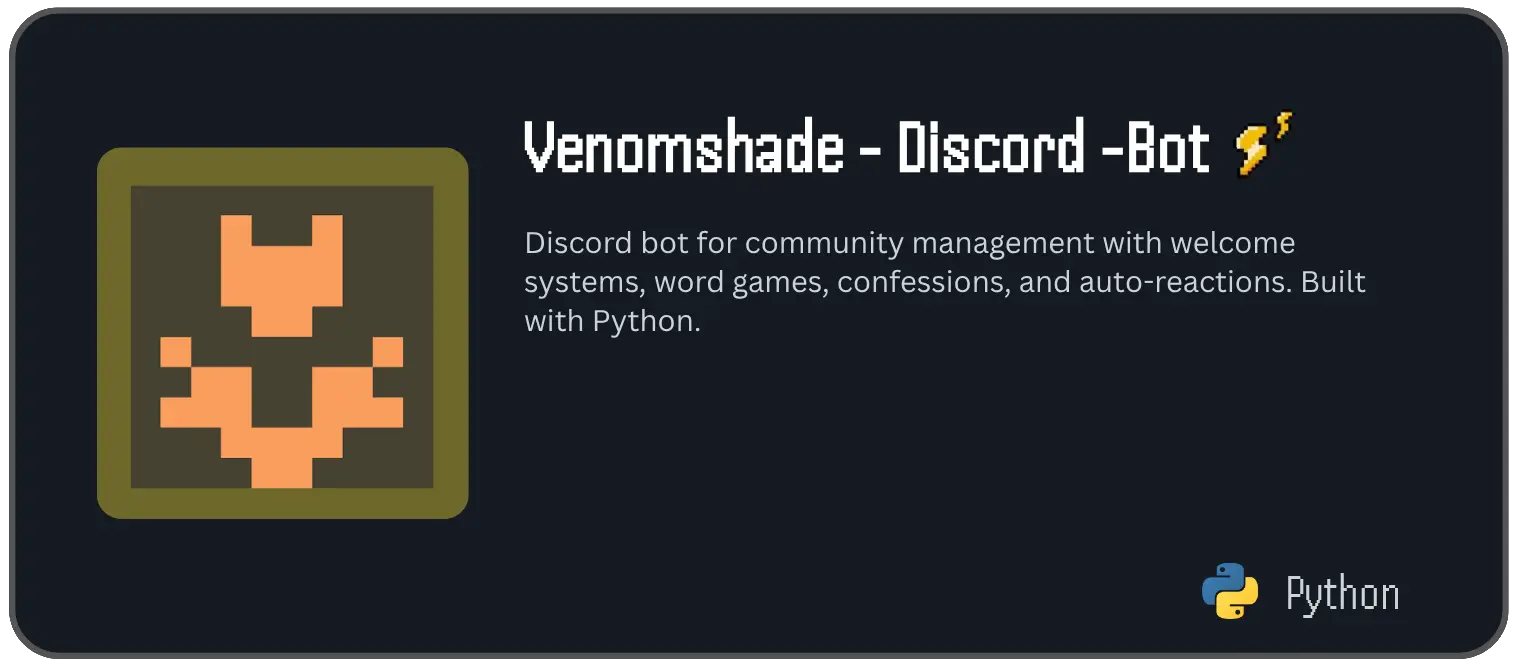 Venomshade - Discord -Bot
Discord bot for community management with welcome
systems, word games, confessions, and auto-reactions. Built
with Python.
Python